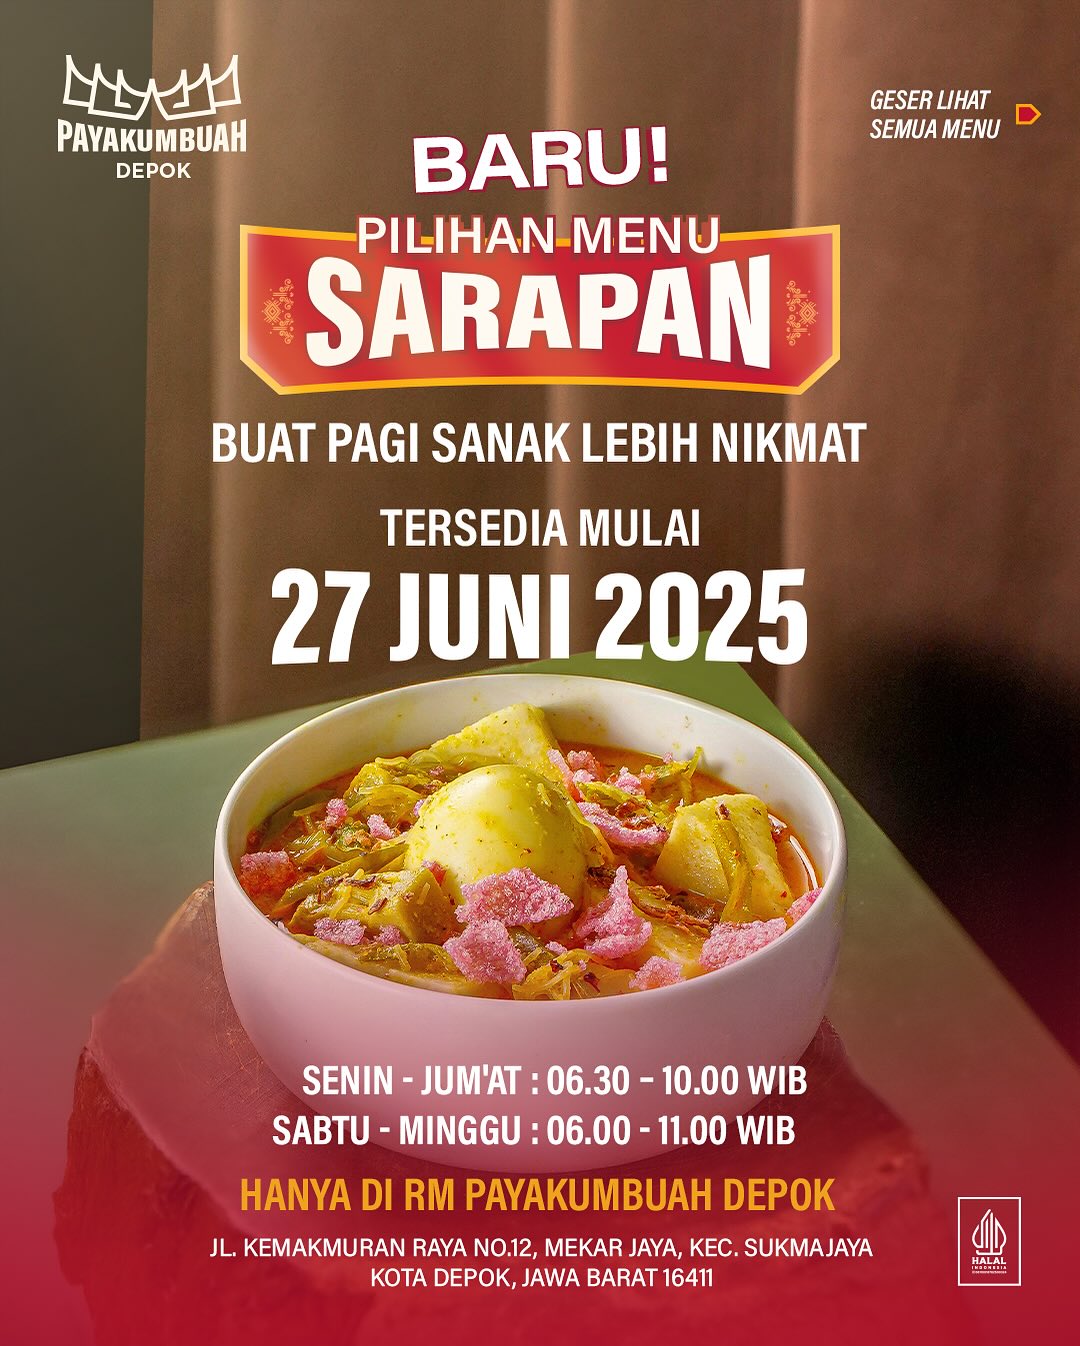 PAYAKUMBUAH
DEPOK
GESER LIHAT
SEMUA MENU
BARU!
PILIHAN MENU
SARAPAN
BUAT PAGI SANAK LEBIH NIKMAT
TERSEDIA MULAI
27 JUNI 2025
SENIN - JUM'AT : 06.30 – 10.00 WIB
SABTU - MINGGU : 06.00 - 11.00 WIB
HANYA DI RM PAYAKUMBUAH DEPOK
JL. KEMAKMURAN RAYA NO.12, MEKAR JAYA, KEC. SUKMAJAYA
KOTA DEPOK, JAWA BARAT 16411
HALAL
INDONESIA